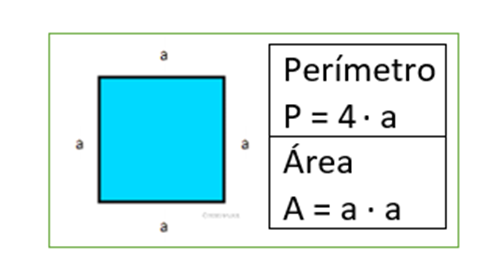 a
a
a
a
Perímetro
P = 4 · a
Área
A = a · a